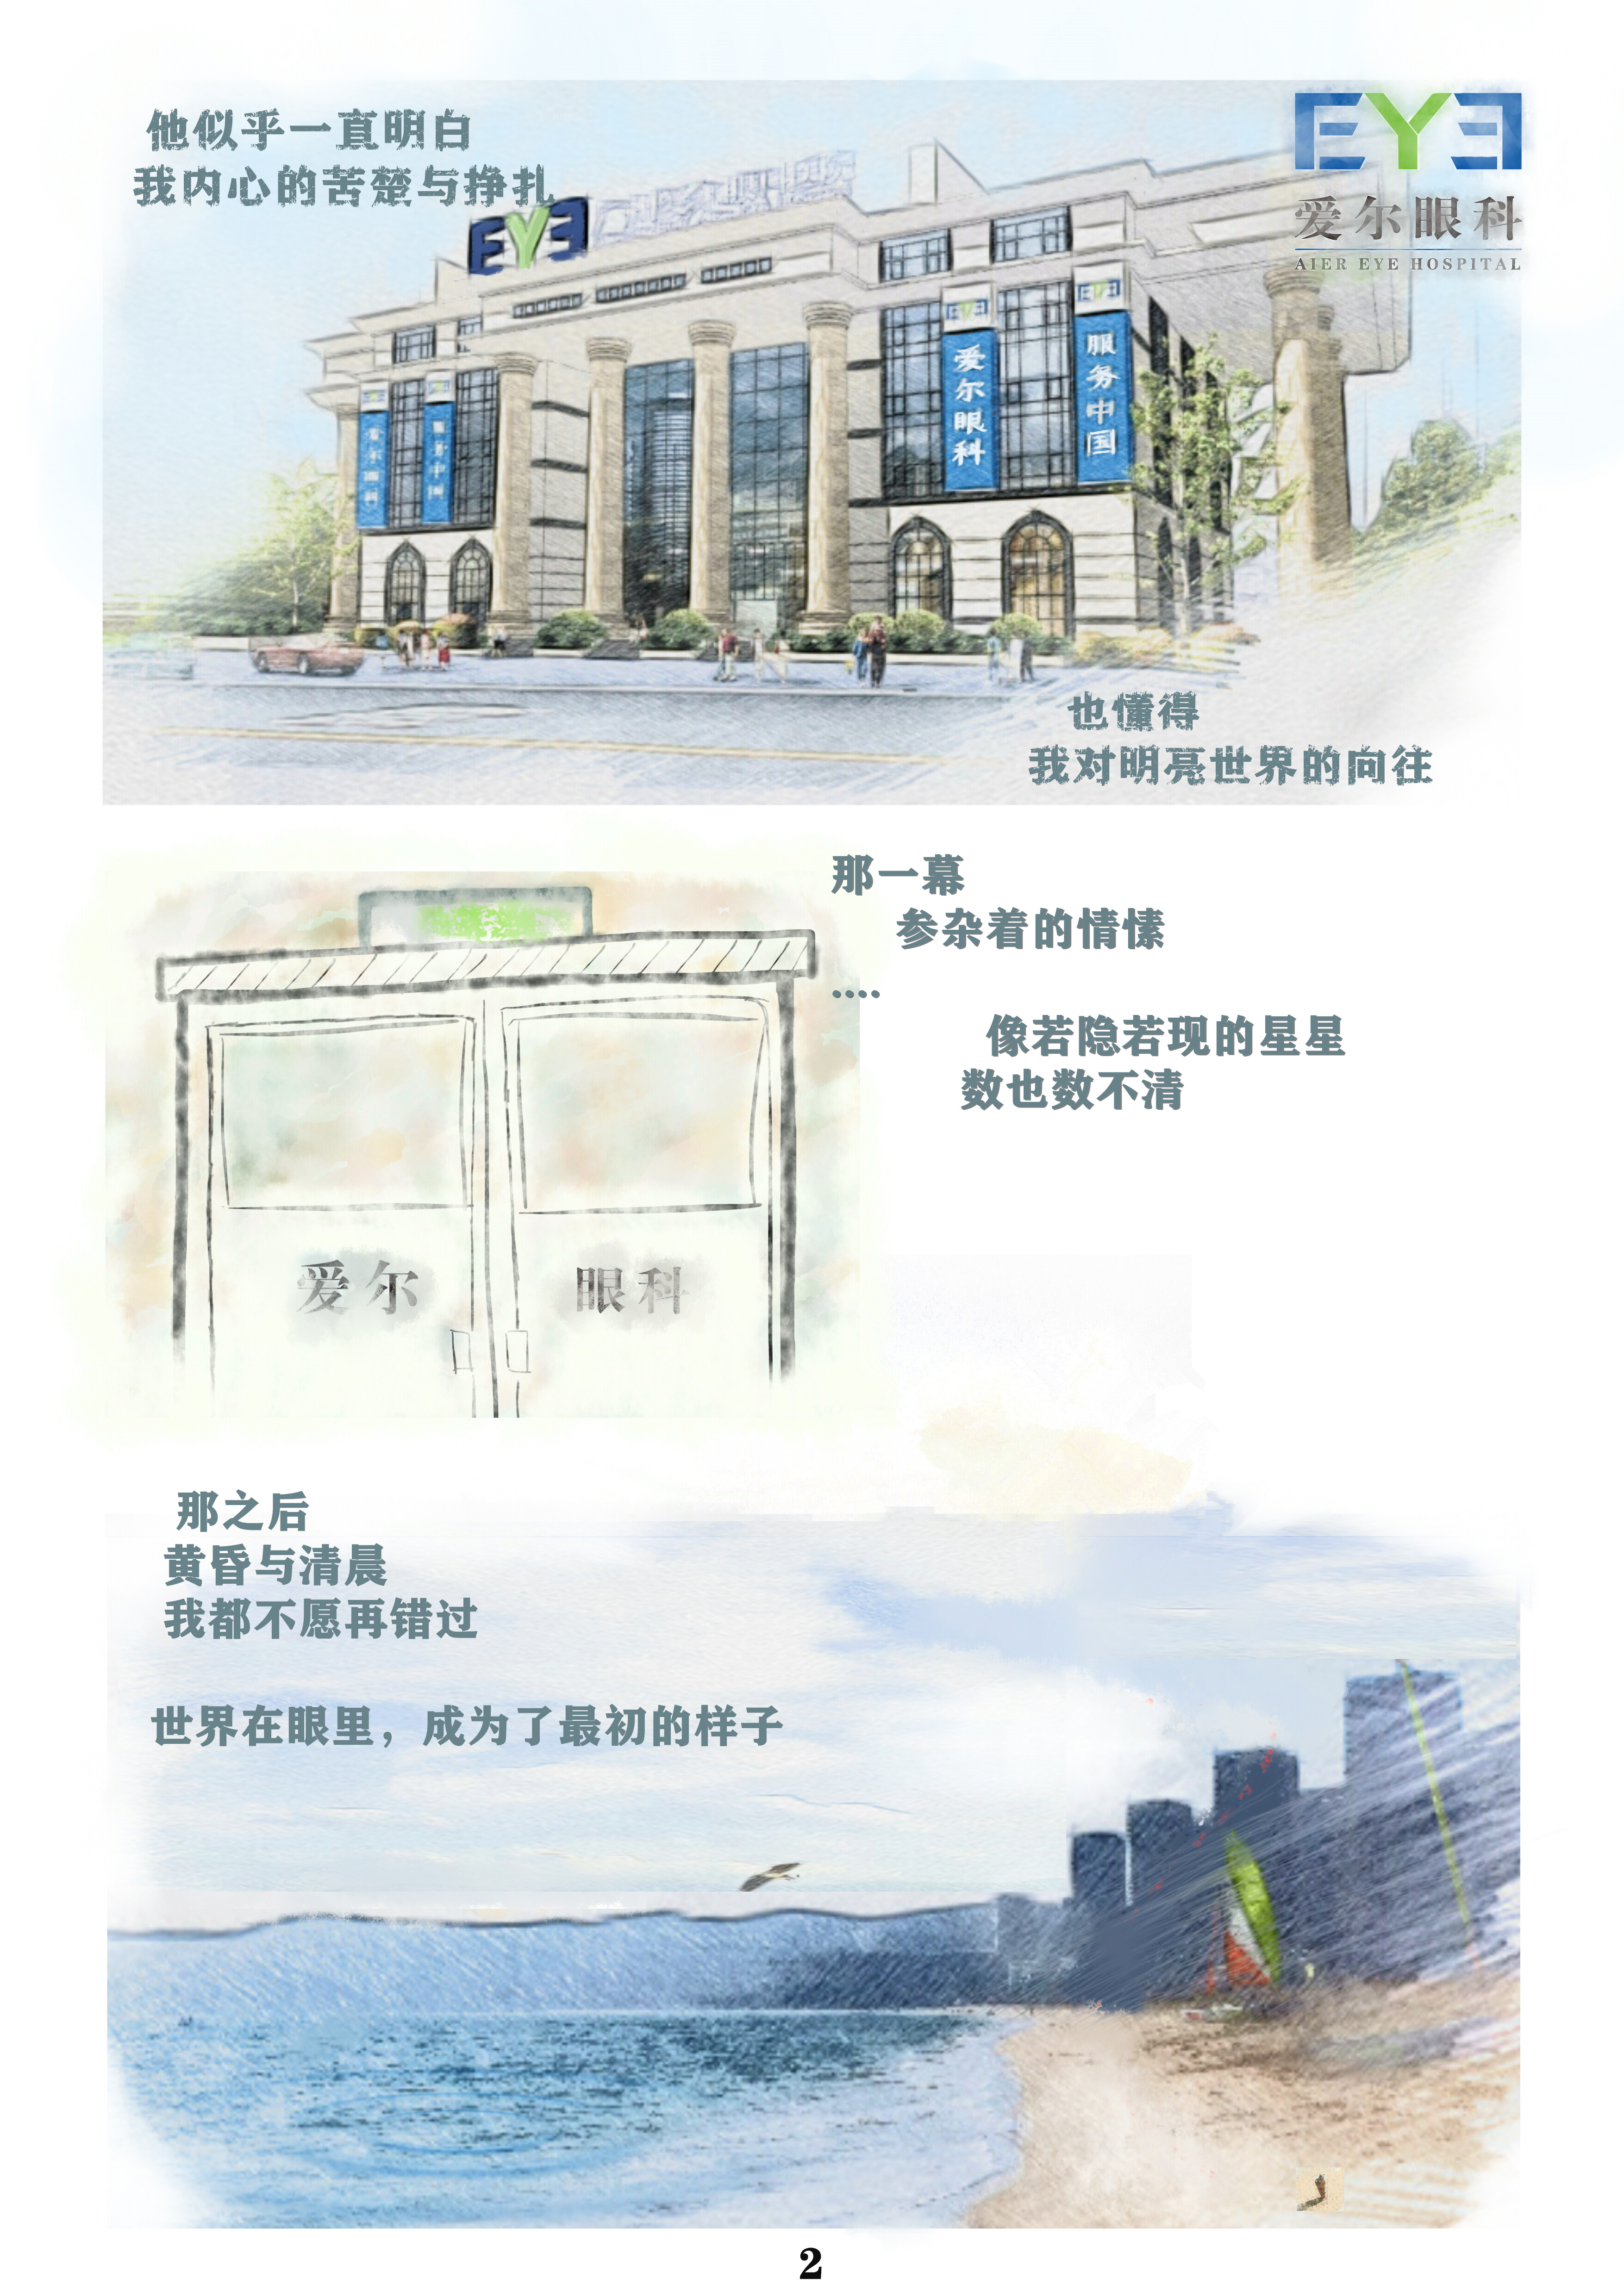 他似乎一直明白
我内心的苦楚与挣扎
EYE
爱尔眼科
AIER EYE HOSPITAL
EYE
EYE
爱尔眼科
EYE
服务中国
也懂得
我对明亮世界的向往
那一幕
参杂着的情愫
....
像若隐若现的星星
数也数不清
爱尔
眼科
那之后
黄昏与清晨
我都不愿再错过
世界在眼里，成为了最初的样子
2